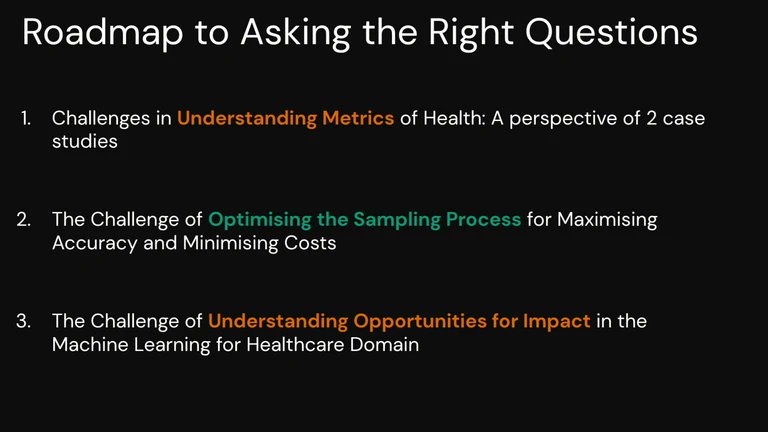 Roadmap to Asking the Right Questions
1. Challenges in Understanding Metrics of Health: A perspective of 2 case
studies
2. The Challenge of Optimising the Sampling Process for Maximising
Accuracy and Minimising Costs
3. The Challenge of Understanding Opportunities for Impact in the
Machine Learning for Healthcare Domain